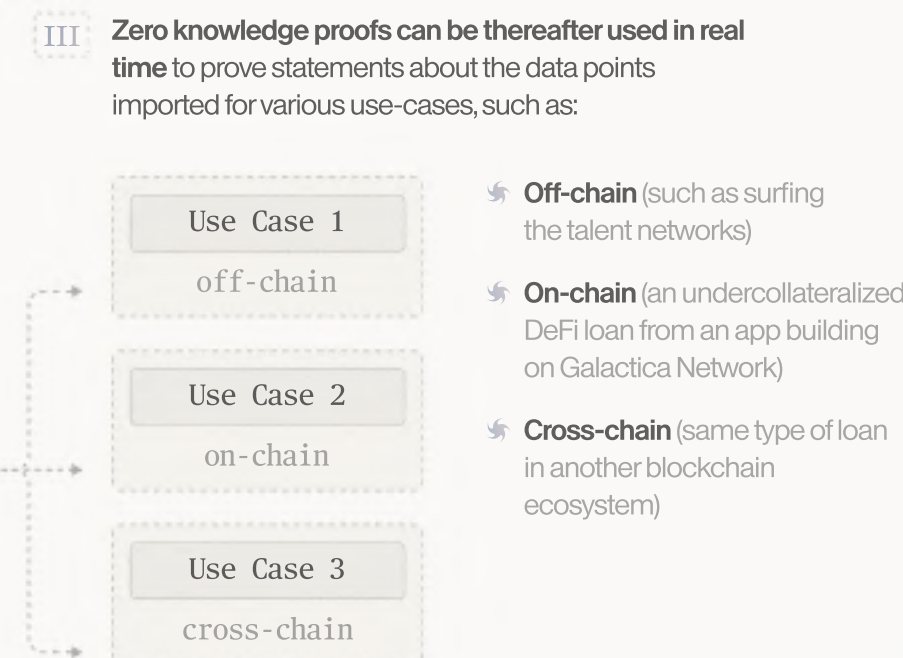 III
Zero knowledge proofs can be thereafter used in real
time to prove statements about the data points
imported for various use-cases, such as:
Use Case 1
off-chain
Use Case 2
on-chain
Use Case 3
cross-chain
Off-chain (such as surfing
the talent networks)
On-chain (an undercollateralized
DeFi loan from an app building
on Galactica Network)
Cross-chain (same type of loan
in another blockchain
ecosystem)